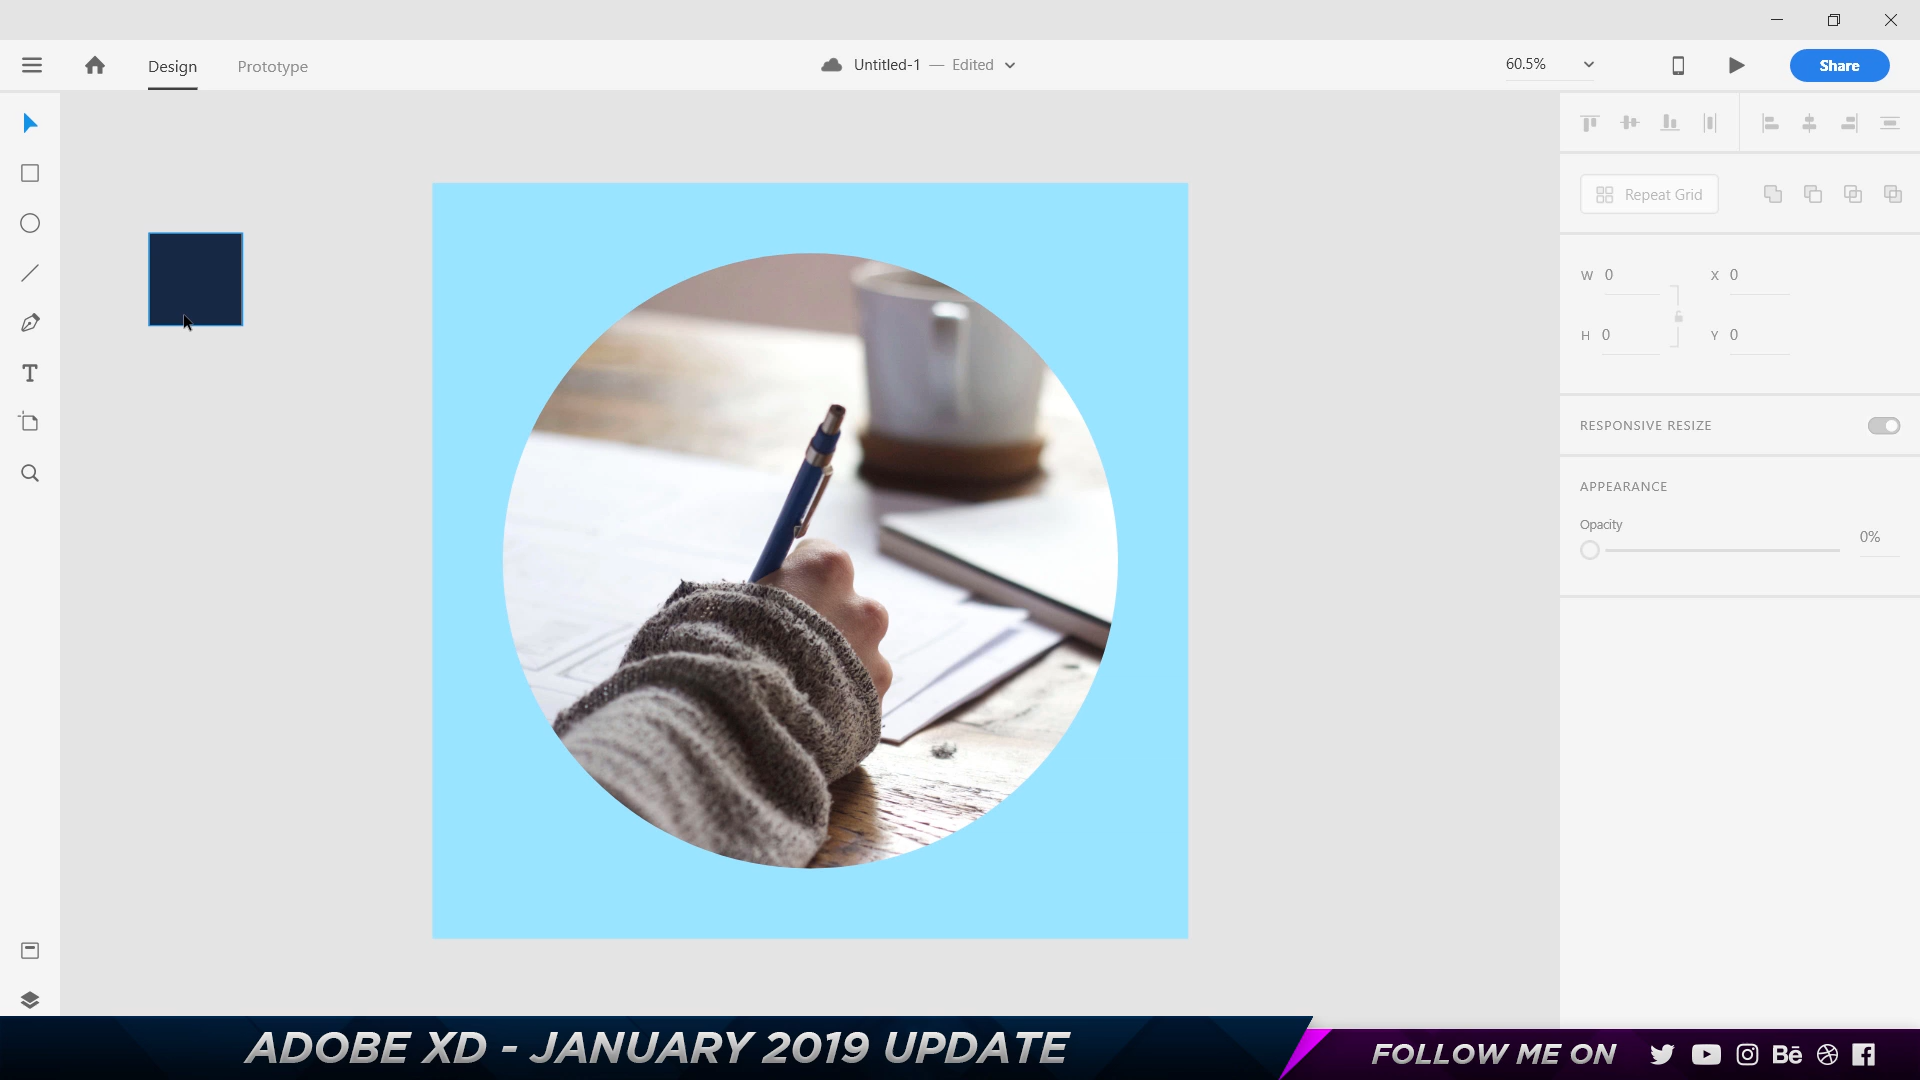 Design
Prototype
Untitled-1 — Edited
60.5%
Share
Repeat Grid
W 0
X 0
H 0
Y 0
RESPONSIVE RESIZE
APPEARANCE
Opacity
0%
ADOBE XD - JANUARY 2019 UPDATE
FOLLOW ME ON
Bē